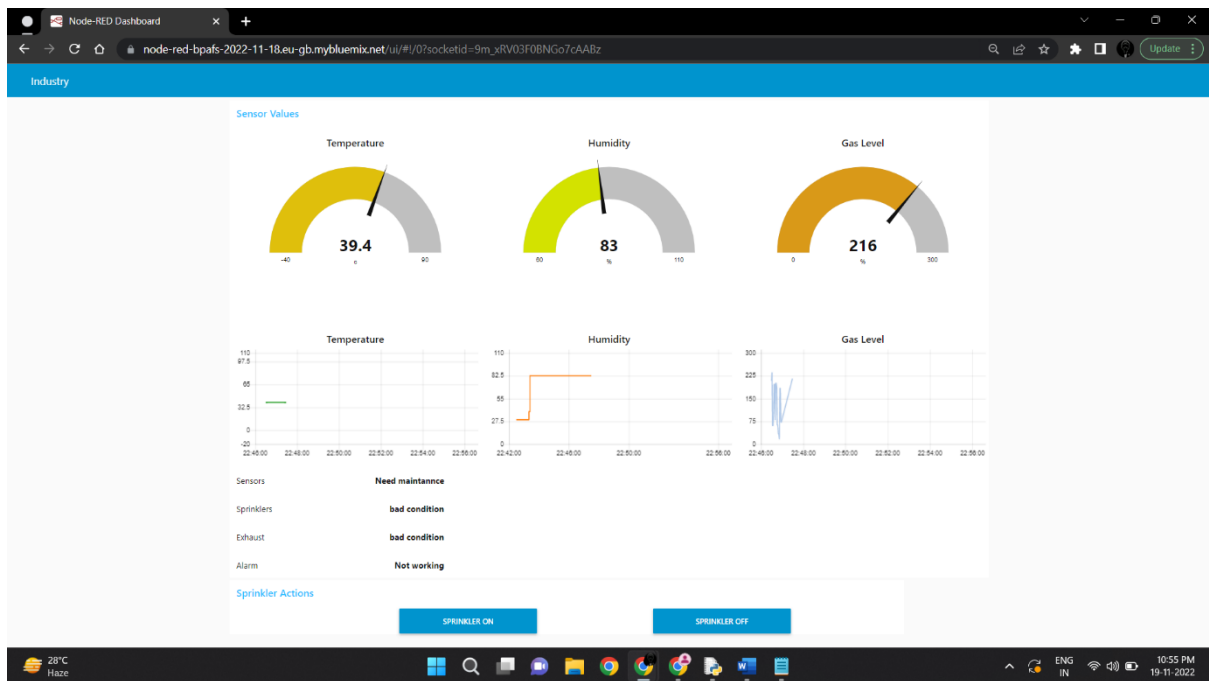 Node-RED Dashboard
node-red-bpafs-2022-11-18.eu-gb.mybluemix.net/ui/#!/0?socketid=9m_xRV03F0BNGo7cAABz
Update
Industry
Sensor Values
Temperature Humidity Gas Level
39.4 83 216
-40 c 90 60 % 110 0 % 300
Temperature
110
97.5
65
32.5
0
-20
22:46:00 22:48:00 22:50:00 22:52:00 22:54:00 22:56:00
Humidity
110
82.5
55
27.5
0
22:42:00 22:46:00 22:50:00 22:56:00
Gas Level
300
225
150
75
0
22:46:00 22:48:00 22:50:00 22:52:00 22:54:00 22:56:00
Sensors Need maintannce
Sprinklers bad condition
Exhaust bad condition
Alarm Not working
Sprinkler Actions
SPRINKLER ON SPRINKLER OFF
28°C
Haze
ENG
IN
10:55 PM
19-11-2022